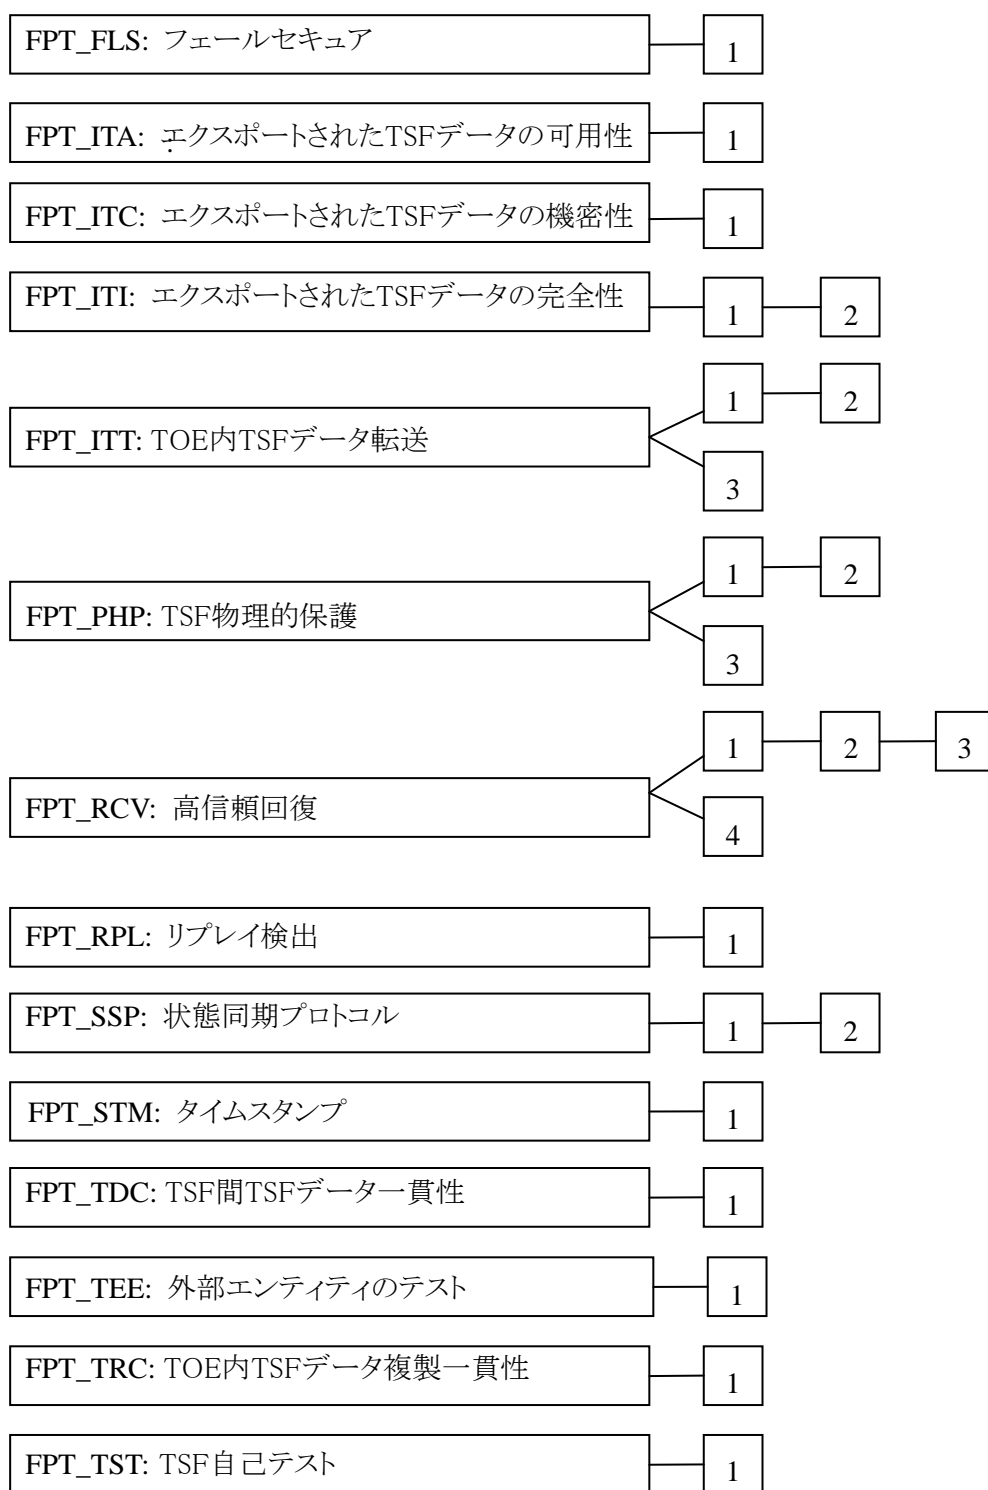 FPT_FLS: フェールセキュア 1
FPT_ITA: エクスポートされたTSFデータの可用性 1
FPT_ITC: エクスポートされたTSFデータの機密性 1
FPT_ITI: エクスポートされたTSFデータの完全性 1 2
1 2
FPT_ITT: TOE内TSFデータ転送
3
1 2
FPT_PHP: TSF物理的保護
3
1 2 3
FPT_RCV: 高信頼回復
4
FPT_RPL: リプレイ検出 1
FPT_SSP: 状態同期プロトコル 1 2
FPT_STM: タイムスタンプ 1
FPT_TDC: TSF間TSFデータ一貫性 1
FPT_TEE: 外部エンティティのテスト 1
FPT_TRC: TOE内TSFデータ複製一貫性 1
FPT_TST: TSF自己テスト 1